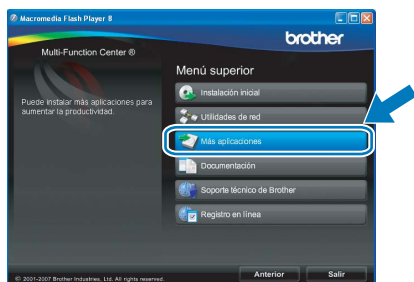 Macromedia Flash Player 8
brother
Multi-Function Center ®
Menú superior
Puede instalar más aplicaciones para
aumentar la productividad.
Instalación inicial
Utilidades de red
Más aplicaciones
Documentación
Soporte técnico de Brother
Registro en línea
© 2001-2007 Brother Industries, Ltd. All rights reserved.
Anterior
Salir